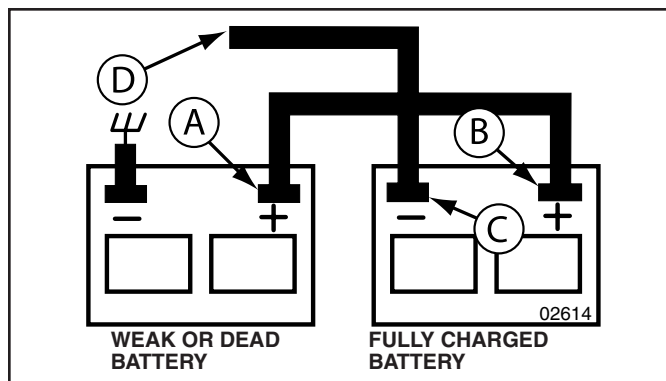 D
A
B
− + − +
C
02614
WEAK OR DEAD
BATTERY
FULLY CHARGED
BATTERY